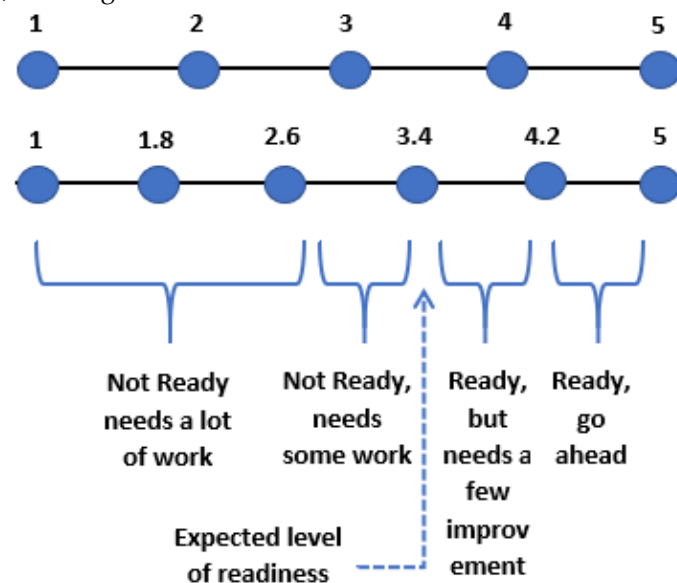 1 2 3 4 5
1 1.8 2.6 3.4 4.2 5
Not Ready
needs a lot
of work
Not Ready,
needs
some work
Ready,
but
needs a
few
improv
ement
Ready,
go
ahead
Expected level
of readiness